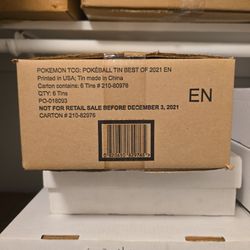 POKEMON TCG: POKÉBALL TIN BEST OF 2021 EN
Printed in USA; Tin made in China
Carton contains: 6 Tins # 210-80976
QTY: 6 Tins
PO-018093
NOT FOR RETAIL SALE BEFORE DECEMBER 3, 2021
CARTON # 210-82976
EN